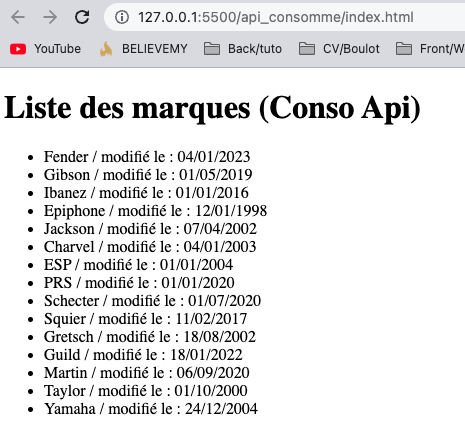 127.0.0.1:5500/api_consomme/index.html
YouTube BELIEVEMY Back/tuto CV/Boulot Front/W
Liste des marques (Conso Api)
• Fender / modifié le : 04/01/2023
• Gibson / modifié le : 01/05/2019
• Ibanez / modifié le : 01/01/2016
• Epiphone / modifié le : 12/01/1998
• Jackson / modifié le : 07/04/2002
• Charvel / modifié le : 04/01/2003
• ESP / modifié le : 01/01/2004
• PRS / modifié le : 01/01/2020
• Schecter / modifié le : 01/07/2020
• Squier / modifié le : 11/02/2017
• Gretsch / modifié le : 18/08/2002
• Guild / modifié le : 18/01/2022
• Martin / modifié le : 06/09/2020
• Taylor / modifié le : 01/10/2000
• Yamaha / modifié le : 24/12/2004